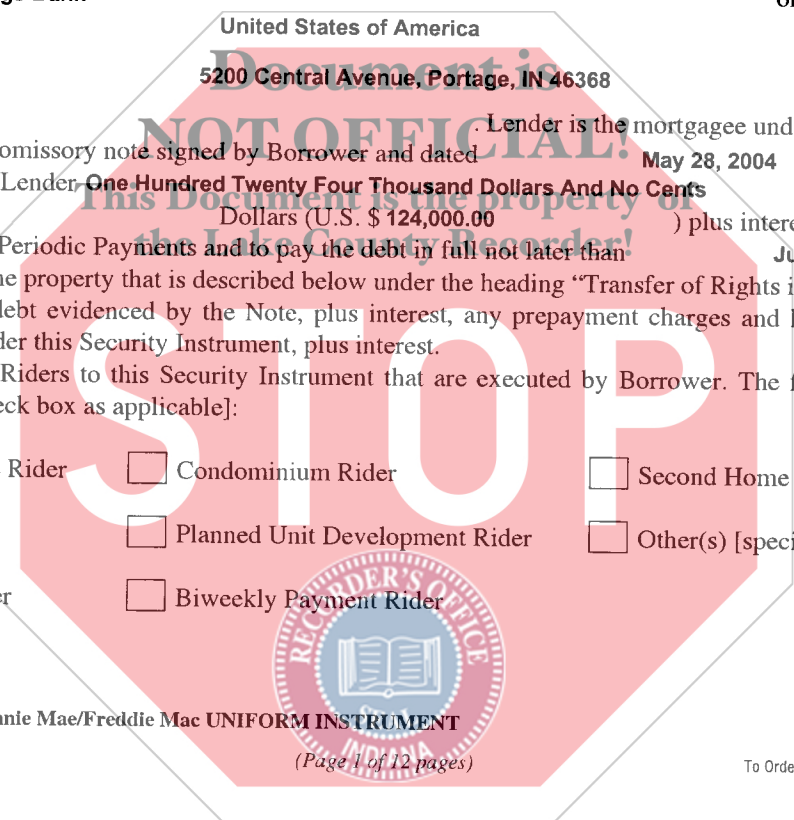 United States of America
5200 Central Avenue, Portage, IN 46368
Document is
NOT OFFICIAL!
This Document is the property of
the Lake County Recorder!
STOP
. Lender is the mortgagee und
omissory note signed by Borrower and dated May 28, 2004
Lender One Hundred Twenty Four Thousand Dollars And No Cents
Dollars (U.S. $ 124,000.00 ) plus intere
Periodic Payments and to pay the debt in full not later than Ju
ne property that is described below under the heading “Transfer of Rights i
lebt evidenced by the Note, plus interest, any prepayment charges and l
der this Security Instrument, plus interest.
Riders to this Security Instrument that are executed by Borrower. The f
eck box as applicable]:
Rider Condominium Rider Second Home
Planned Unit Development Rider Other(s) [speci
er Biweekly Payment Rider
RECORDER'S OFFICE
SEAL
INDIANA
nnie Mae/Freddie Mac UNIFORM INSTRUMENT
(Page 1 of 12 pages)
To Orde